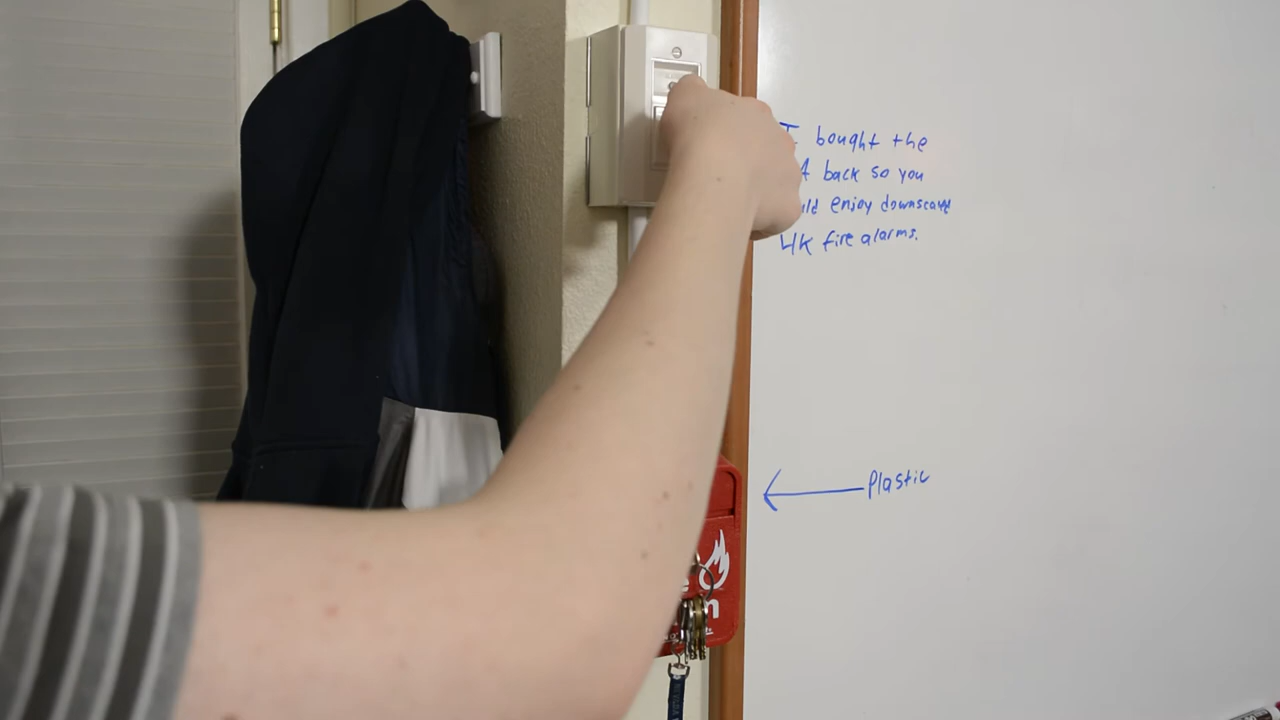 I bought the
back so you
enjoy downscaled
4K fire alarms.
Plastic